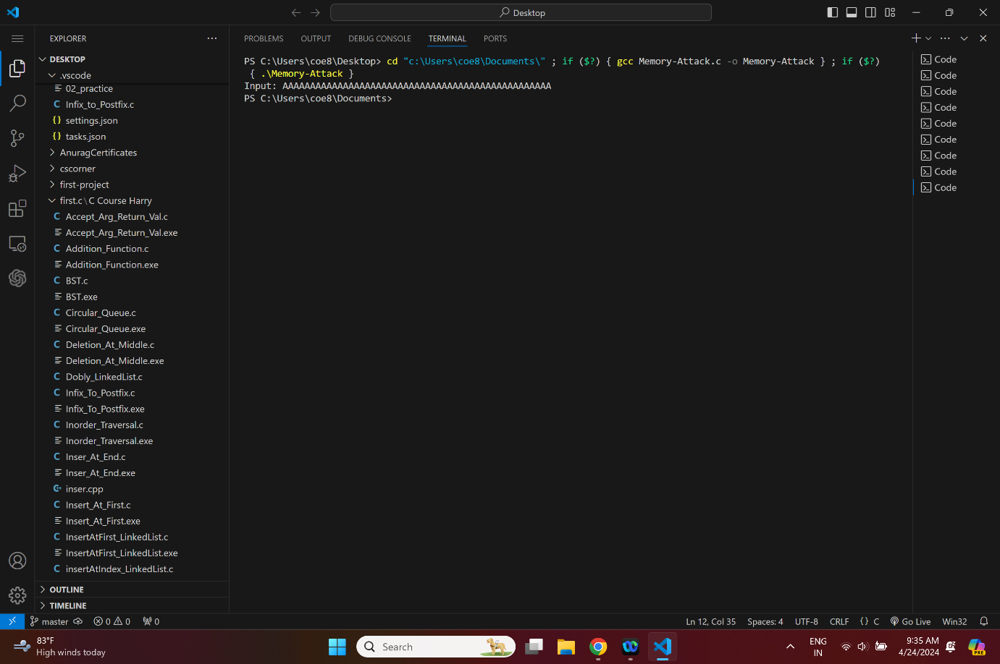 Desktop
EXPLORER
DESKTOP
.vscode
02_practice
Infix_to_Postfix.c
settings.json
tasks.json
AnuragCertificates
cscorner
first-project
first.c\C Course Harry
Accept_Arg_Return_Val.c
Accept_Arg_Return_Val.exe
Addition_Function.c
Addition_Function.exe
BST.c
BST.exe
Circular_Queue.c
Circular_Queue.exe
Deletion_At_Middle.c
Deletion_At_Middle.exe
Dobly_LinkedList.c
Infix_To_Postfix.c
Infix_To_Postfix.exe
Inorder_Traversal.c
Inorder_Traversal.exe
Inser_At_End.c
Inser_At_End.exe
inser.cpp
Insert_At_First.c
Insert_At_First.exe
InsertAtFirst_LinkedList.c
InsertAtFirst_LinkedList.exe
insertAtIndex_LinkedList.c
OUTLINE
TIMELINE
PROBLEMS OUTPUT DEBUG CONSOLE TERMINAL PORTS
PS C:\Users\coe8\Desktop> cd "c:\Users\coe8\Documents\" ; if ($?) { gcc Memory-Attack.c -o Memory-Attack } ; if ($?)
{ .\Memory-Attack }
Input: AAAAAAAAAAAAAAAAAAAAAAAAAAAAAAAAAAAAAAAAAAAAAAAAA
PS C:\Users\coe8\Documents>
Code
Code
Code
Code
Code
Code
Code
Code
Code
master 0 0 0 Ln 12, Col 35 Spaces: 4 UTF-8 CRLF {} C Go Live Win32
83°F
High winds today
Search
ENG
IN
9:35 AM
4/24/2024
PRE